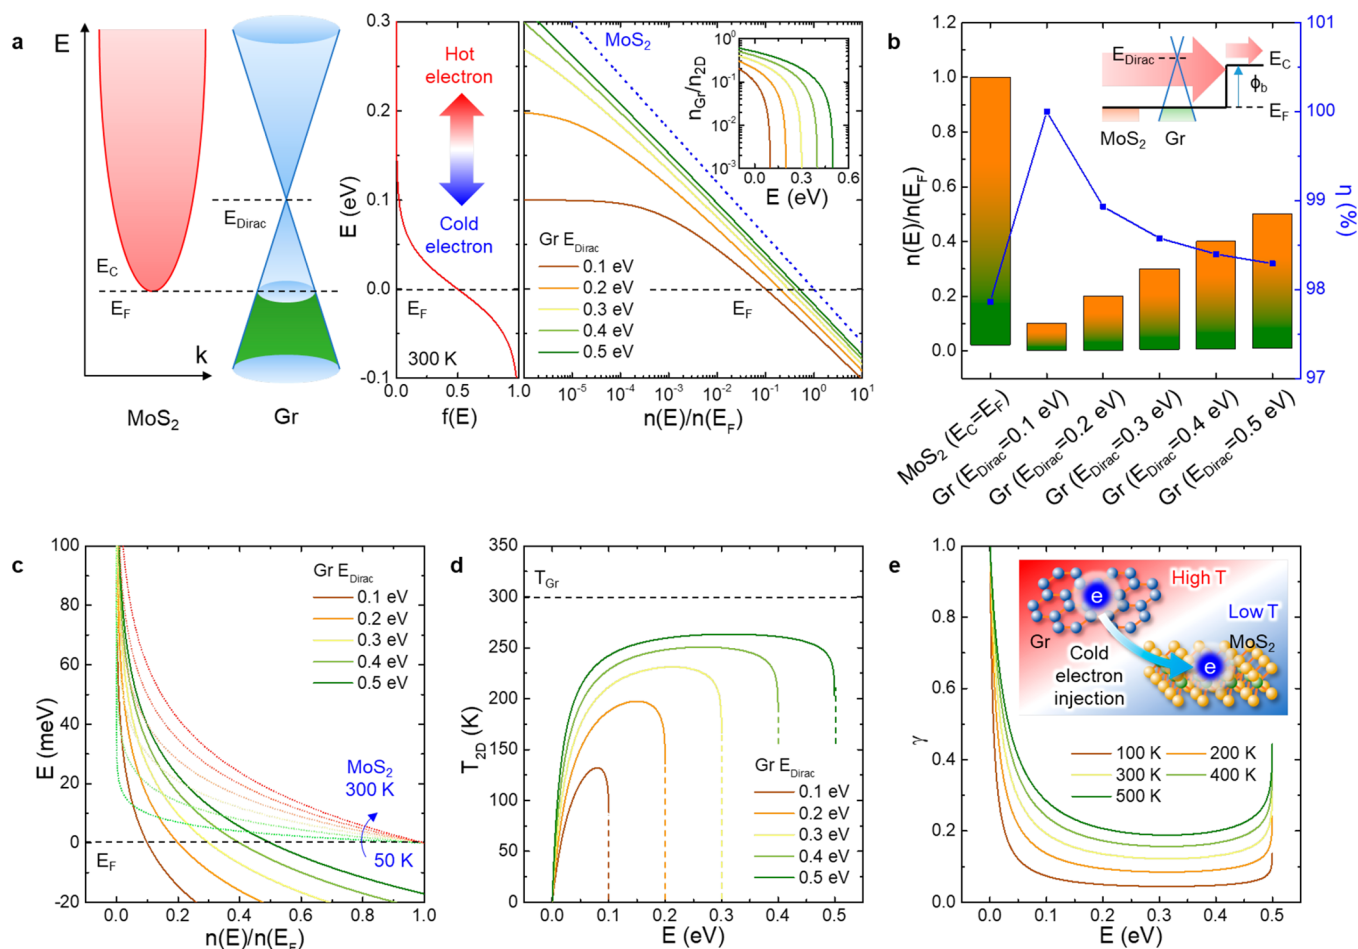 a
E
E_Dirac
E_C
E_F
k
MoS₂
Gr
0.3
0.2
0.1
0.0
-0.1
E (eV)
Hot
electron
Cold
electron
E_F
300 K
0.0 0.5 1.0
f(E)
MoS₂
Gr E_Dirac
0.1 eV
0.2 eV
0.3 eV
0.4 eV
0.5 eV
E_F
10⁻⁵ 10⁻⁴ 10⁻³ 10⁻² 10⁻¹ 10⁰ 10¹
n(E)/n(E_F)
n_Gr/n_2D
10⁰
10⁻¹
10⁻²
10⁻³
0.0 0.3 0.6
E (eV)
b
1.2
1.0
0.8
0.6
0.4
0.2
0.0
n(E)/n(E_F)
E_Dirac
E_C
ϕ_b
E_F
MoS₂ Gr
101
100
99
98
97
η (%)
MoS₂ (E_C=E_F)
Gr (E_Dirac=0.1 eV)
Gr (E_Dirac=0.2 eV)
Gr (E_Dirac=0.3 eV)
Gr (E_Dirac=0.4 eV)
Gr (E_Dirac=0.5 eV)
c
100
80
60
40
20
0
-20
E (meV)
Gr E_Dirac
0.1 eV
0.2 eV
0.3 eV
0.4 eV
0.5 eV
MoS₂
300 K
50 K
E_F
0.0 0.2 0.4 0.6 0.8 1.0
n(E)/n(E_F)
d
350
300
250
200
150
100
50
0
T_2D (K)
T_Gr
Gr E_Dirac
0.1 eV
0.2 eV
0.3 eV
0.4 eV
0.5 eV
0.0 0.1 0.2 0.3 0.4 0.5
E (eV)
e
1.0
0.8
0.6
0.4
0.2
0.0
γ
High T
e
Low T
Gr
MoS₂
Cold
electron
injection
e
100 K 200 K
300 K 400 K
500 K
0.0 0.1 0.2 0.3 0.4 0.5
E (eV)